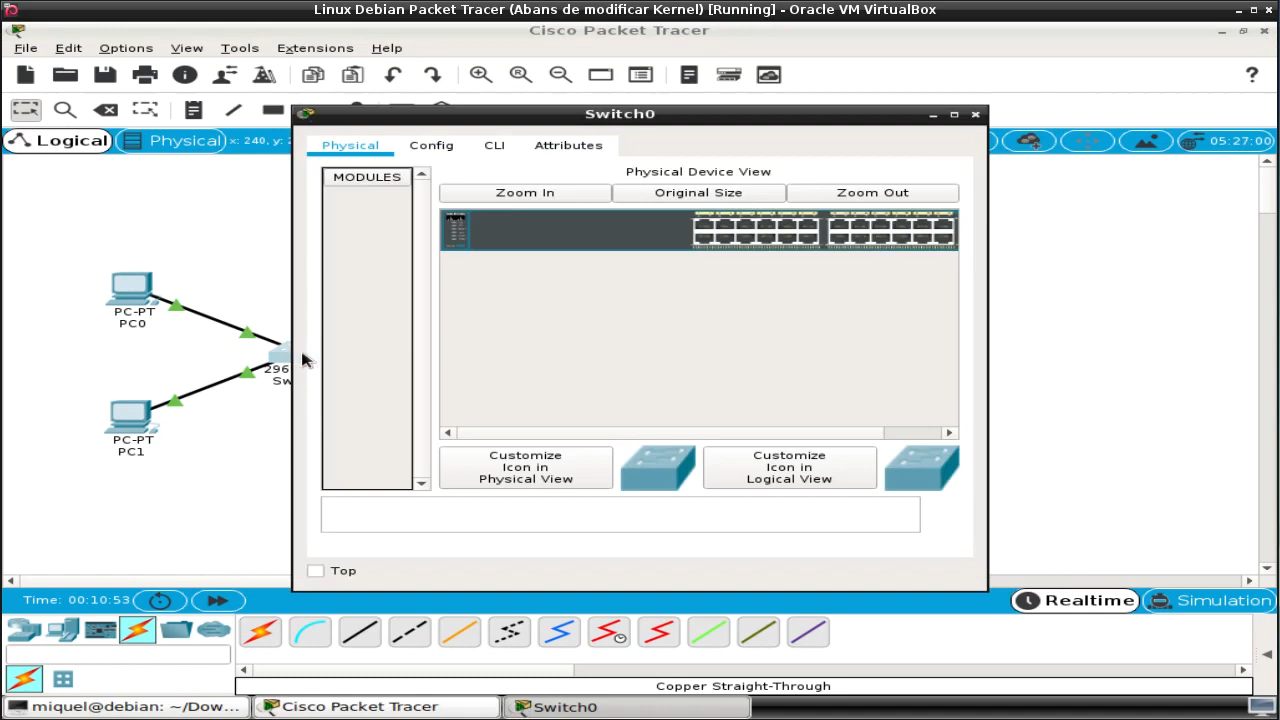 Linux Debian Packet Tracer (Abans de modificar Kernel) [Running] - Oracle VM VirtualBox
Cisco Packet Tracer
File Edit Options View Tools Extensions Help
?
Logical Physical x: 240, y: 05:27:00
Switch0
Physical Config CLI Attributes
MODULES
Physical Device View
Zoom In Original Size Zoom Out
PC-PT
PC0
296
Sw
PC-PT
PC1
Customize
Icon in
Physical View
Customize
Icon in
Logical View
Top
Time: 00:10:53 Realtime Simulation
Copper Straight-Through
miquel@debian: ~/Dow... Cisco Packet Tracer Switch0